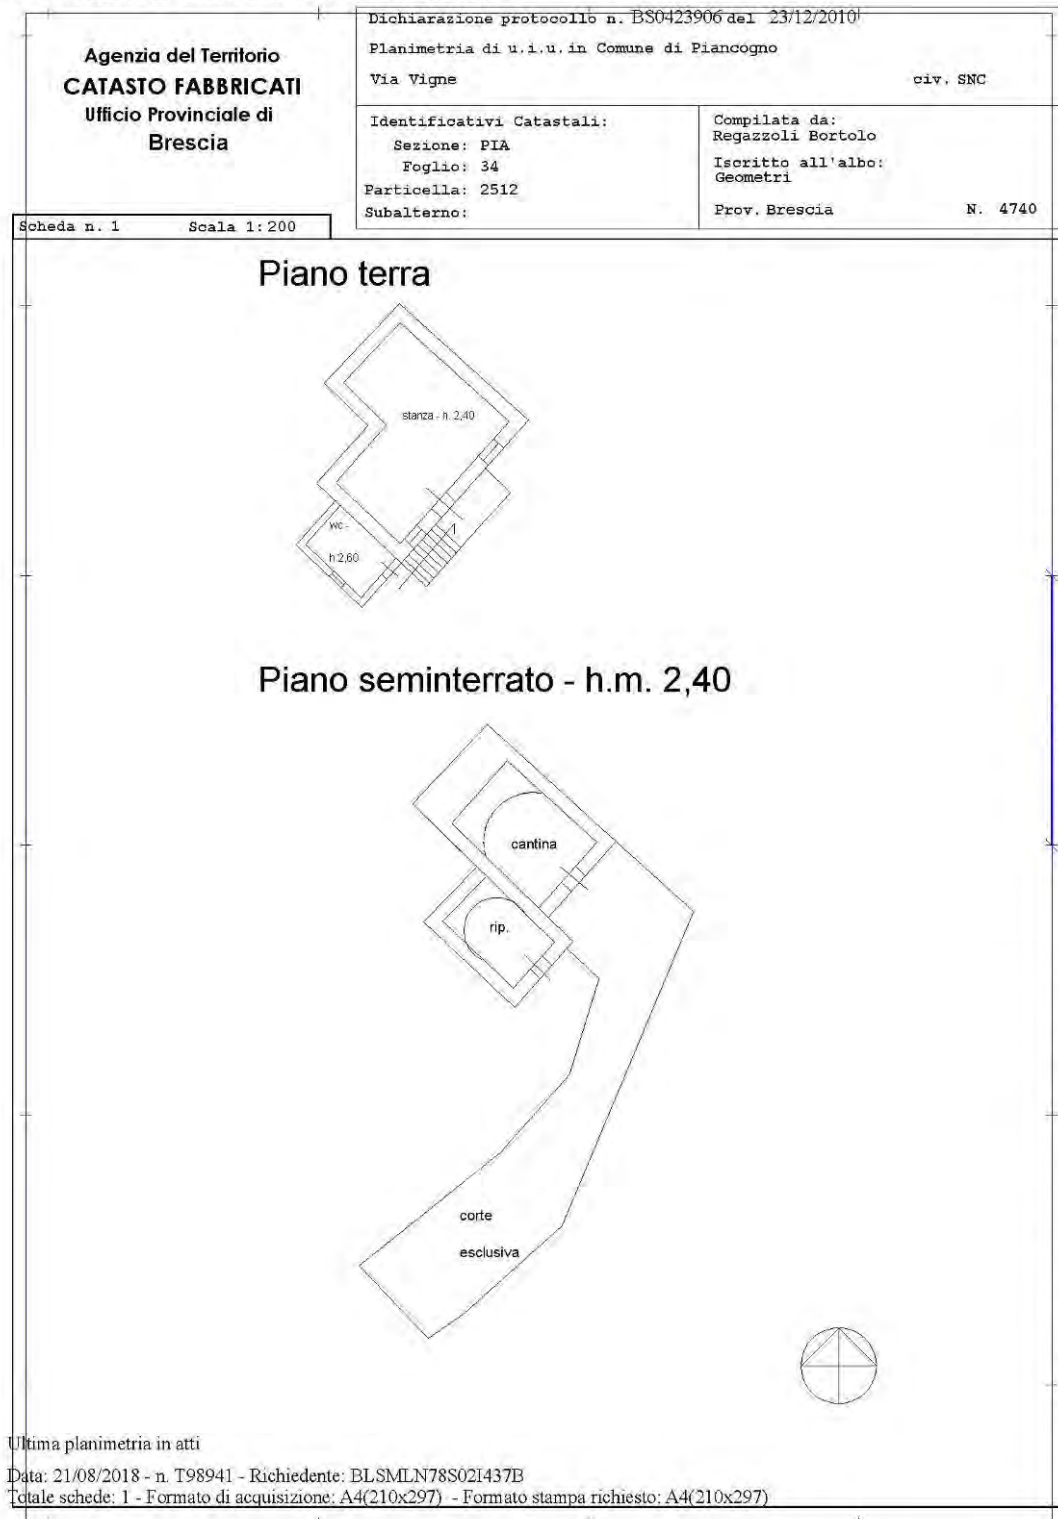 Agenzia del Territorio
CATASTO FABBRICATI
Ufficio Provinciale di
Brescia
Dichiarazione protocollo n. BS0423906 del 23/12/2010
Planimetria di u.i.u. in Comune di Piancogno
Via Vigne civ. SNC
Identificativi Catastali:
Sezione: PIA
Foglio: 34
Particella: 2512
Subalterno:
Compilata da:
Regazzoli Bortolo
Iscritto all'albo:
Geometri
Prov. Brescia N. 4740
Scheda n. 1 Scala 1:200
Piano terra
stanza - h. 2,40
1
wc -
h 2,60
Piano seminterrato - h.m. 2,40
cantina
rip.
corte
esclusiva
Ultima planimetria in atti
Data: 21/08/2018 - n. T98941 - Richiedente: BLSMLN78S02I437B
Totale schede: 1 - Formato di acquisizione: A4(210x297) - Formato stampa richiesto: A4(210x297)